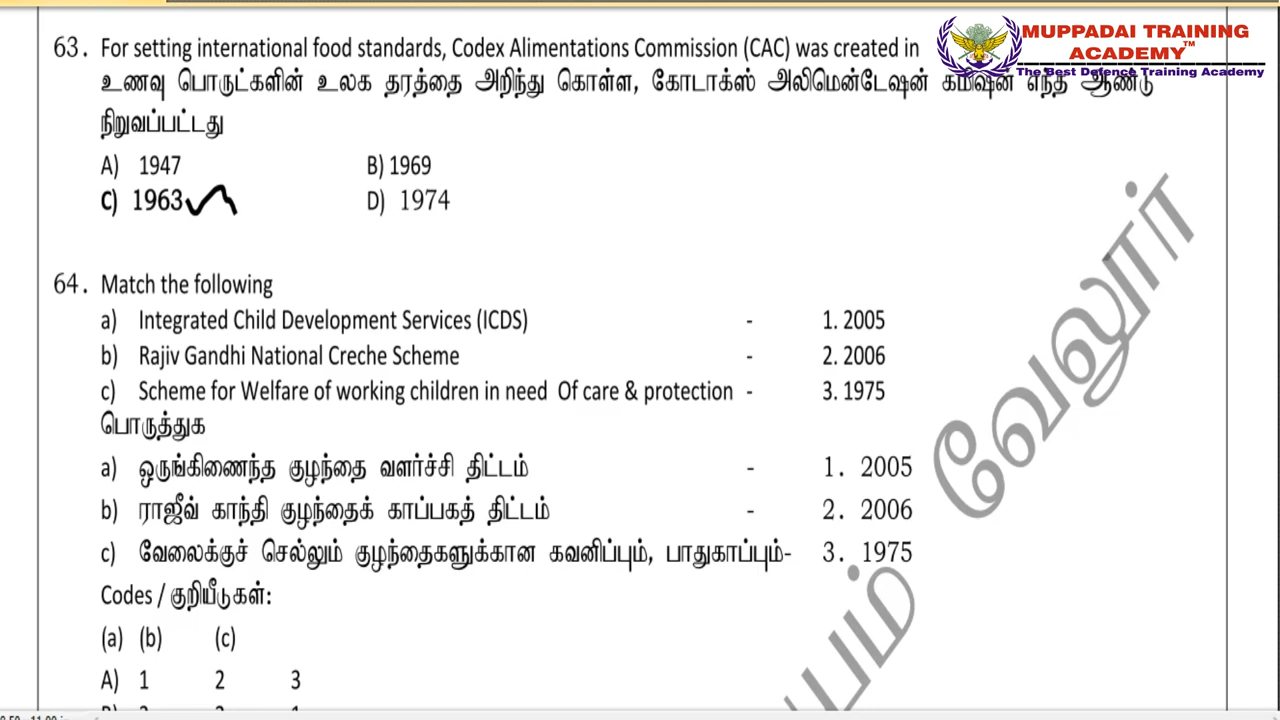 MUPPADAI TRAINING
ACADEMY™
The Best Defence Training Academy
63. For setting international food standards, Codex Alimentations Commission (CAC) was created in
உணவு பொருட்களின் உலக தரத்தை அறிந்து கொள்ள, கோடாக்ஸ் அலிமென்டேஷன் கமிஷன் எந்த ஆண்டு
நிறுவப்பட்டது
A) 1947 B) 1969
C) 1963 D) 1974
64. Match the following
a) Integrated Child Development Services (ICDS) - 1. 2005
b) Rajiv Gandhi National Creche Scheme - 2. 2006
c) Scheme for Welfare of working children in need Of care & protection - 3. 1975
பொருத்துக
a) ஒருங்கிணைந்த குழந்தை வளர்ச்சி திட்டம் - 1. 2005
b) ராஜீவ் காந்தி குழந்தைக் காப்பகத் திட்டம் - 2. 2006
c) வேலைக்குச் செல்லும் குழந்தைகளுக்கான கவனிப்பும், பாதுகாப்பும்- 3. 1975
Codes / குறியீடுகள்:
(a) (b) (c)
A) 1 2 3
வேலூர்